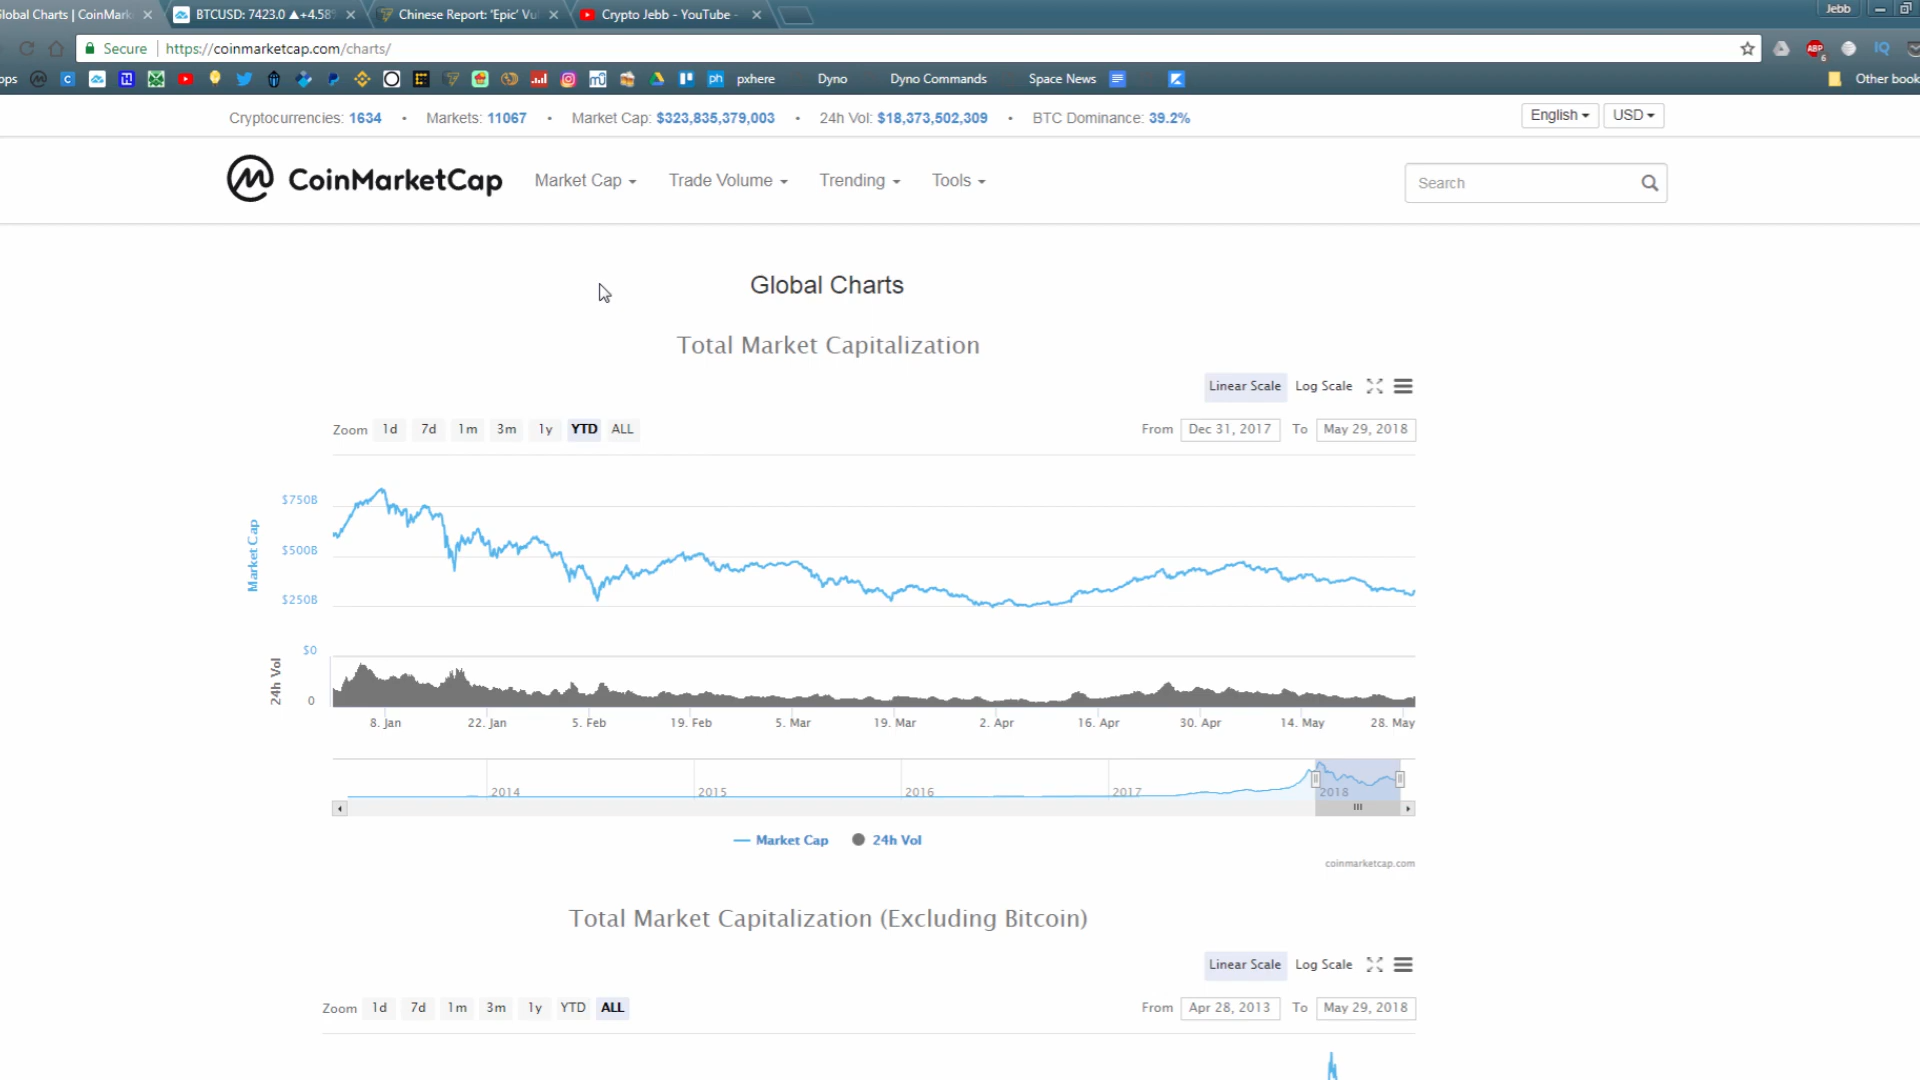 lobal Charts | CoinMark
BTCUSD: 7423.0 ▲+4.58%
Chinese Report: 'Epic' Vul
Crypto Jebb - YouTube -
Jebb
Secure
https://coinmarketcap.com/charts/
ABP
6
IQ
ops
pxhere
Dyno
Dyno Commands
Space News
Other book
Cryptocurrencies: 1634 • Markets: 11067 • Market Cap: $323,835,379,003 • 24h Vol: $18,373,502,309 • BTC Dominance: 39.2%
English
USD
CoinMarketCap
Market Cap
Trade Volume
Trending
Tools
Search
Global Charts
Total Market Capitalization
Linear Scale Log Scale
Zoom 1d 7d 1m 3m 1y YTD ALL
From Dec 31, 2017 To May 29, 2018
Market Cap
$750B
$500B
$250B
$0
24h Vol
0
8. Jan 22. Jan 5. Feb 19. Feb 5. Mar 19. Mar 2. Apr 16. Apr 30. Apr 14. May 28. May
2014 2015 2016 2017 2018
Market Cap 24h Vol
coinmarketcap.com
Total Market Capitalization (Excluding Bitcoin)
Linear Scale Log Scale
Zoom 1d 7d 1m 3m 1y YTD ALL
From Apr 28, 2013 To May 29, 2018